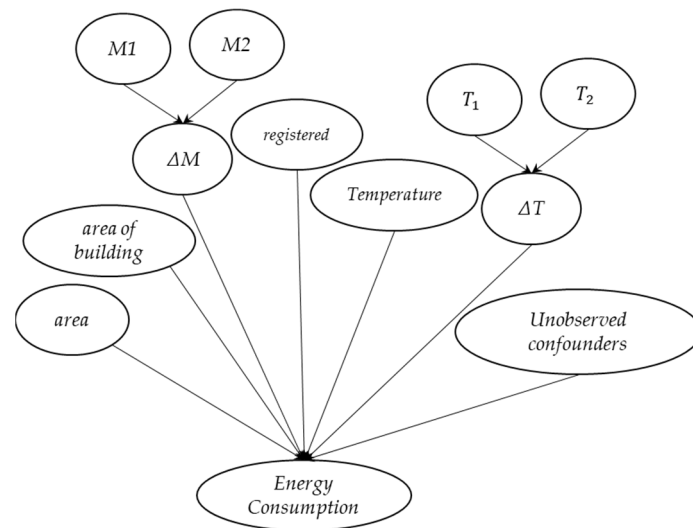 M1
M2
T₁
T₂
ΔM
registered
Temperature
ΔT
area of
building
area
Unobserved
confounders
Energy
Consumption